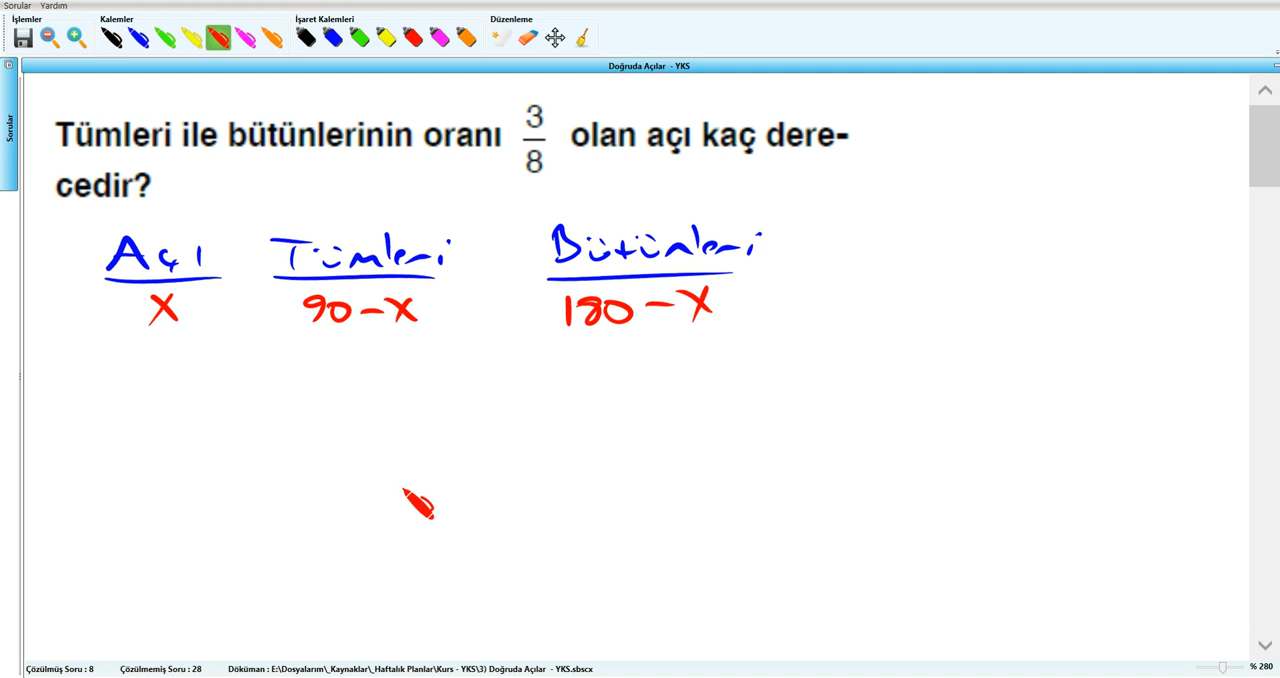 Sorular Yardım
İşlemler Kalemler İşaret Kalemleri Düzenleme
Doğruda Açılar - YKS
Sorular
Tümleri ile bütünlerinin oranı 3/8 olan açı kaç dere-
cedir?
Açı Tümleri Bütünleri
x 90-x 180-x
Çözülmüş Soru : 8 Çözülmemiş Soru : 28 Döküman : E:\Dosyalarım\_Kaynaklar\_Haftalık Planlar\Kurs - YKS\3) Doğruda Açılar - YKS.sbscx % 280